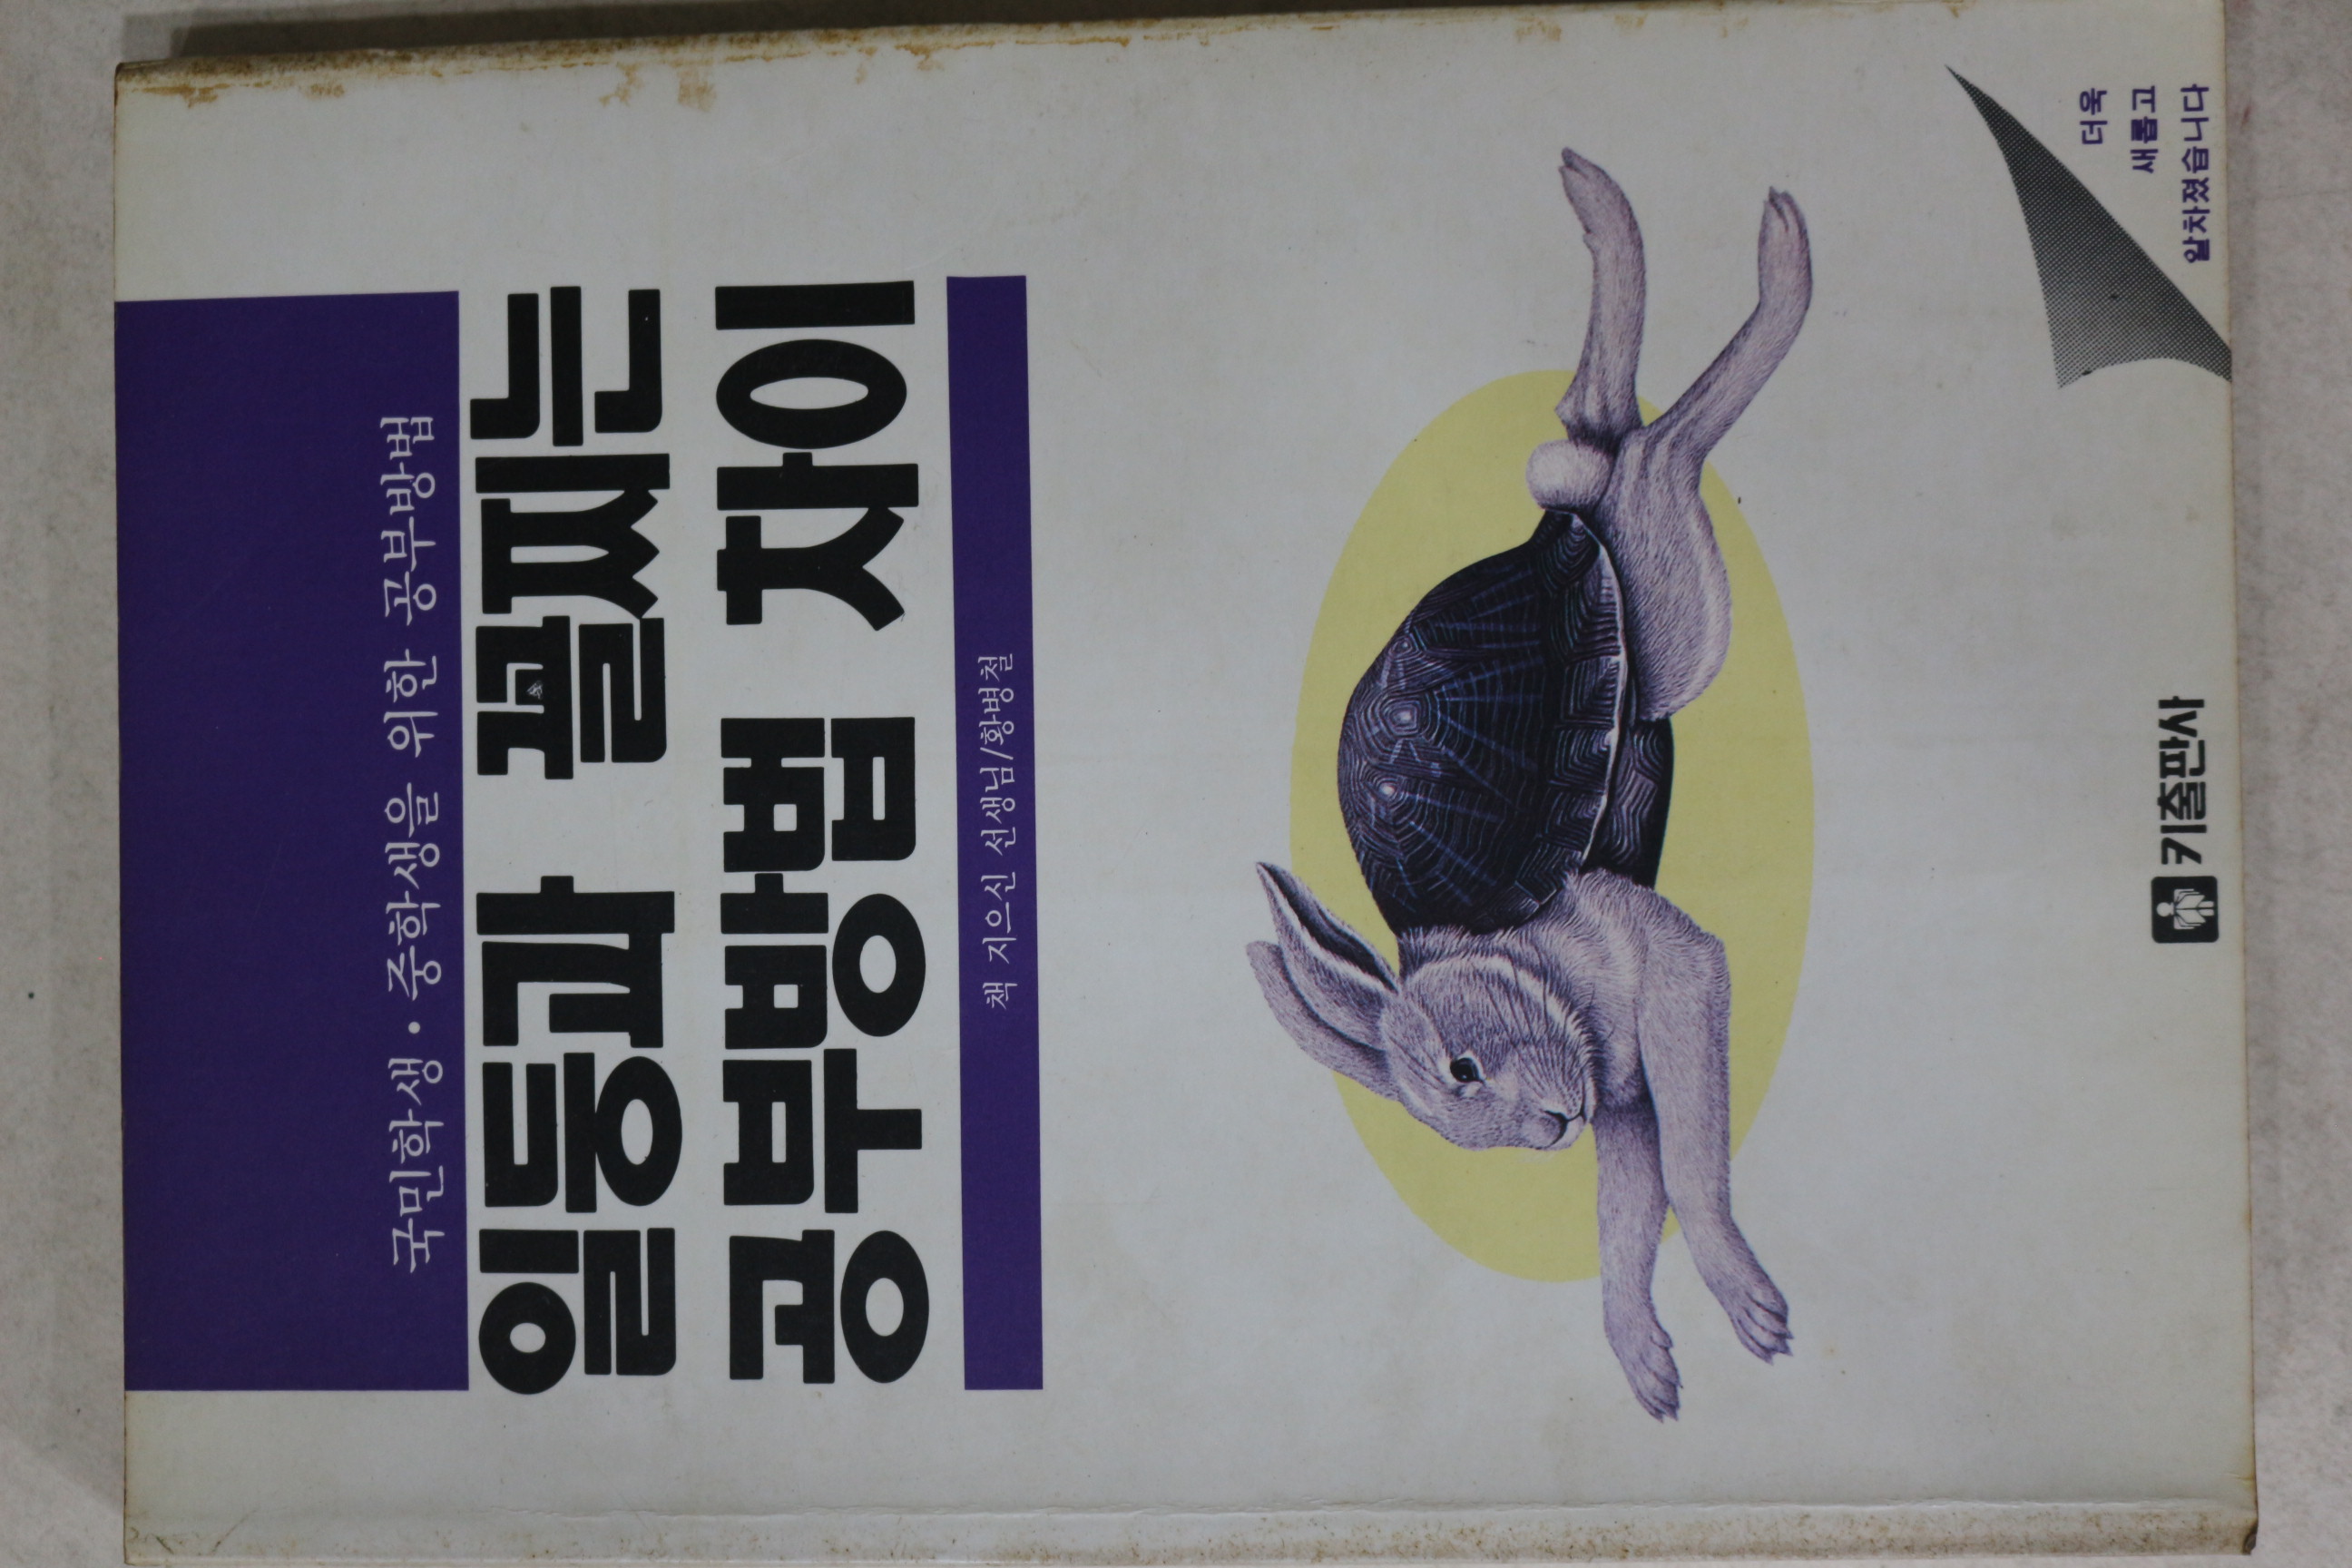 국민학생·중학생을 위한 공부방법
일등과 꼴찌는
공부방법 차이
책 지으신 선생님/황병철
키출판사
더욱
새롭고
알차졌습니다